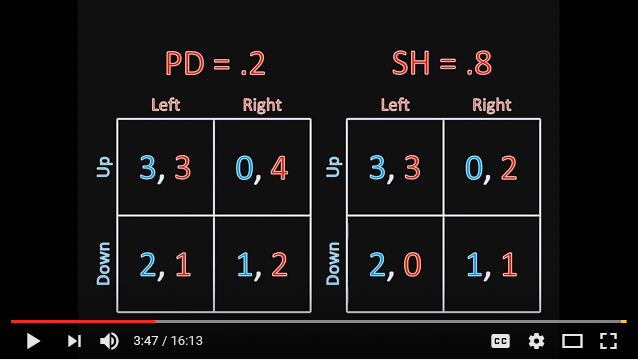 PD = .2
SH = .8
Left Right
Left Right
Up 3, 3 0, 4
Up 3, 3 0, 2
Down 2, 1 1, 2
Down 2, 0 1, 1
3:47 / 16:13
CC